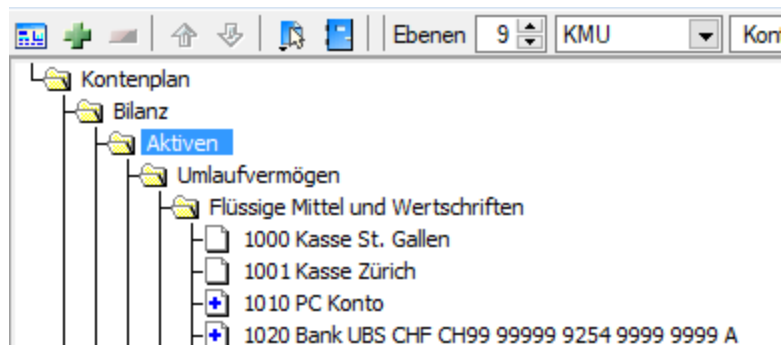 Ebenen 9 KMU
Kontenplan
Bilanz
Aktiven
Umlaufvermögen
Flüssige Mittel und Wertschriften
1000 Kasse St. Gallen
1001 Kasse Zürich
1010 PC Konto
1020 Bank UBS CHF CH99 99999 9254 9999 9999 A